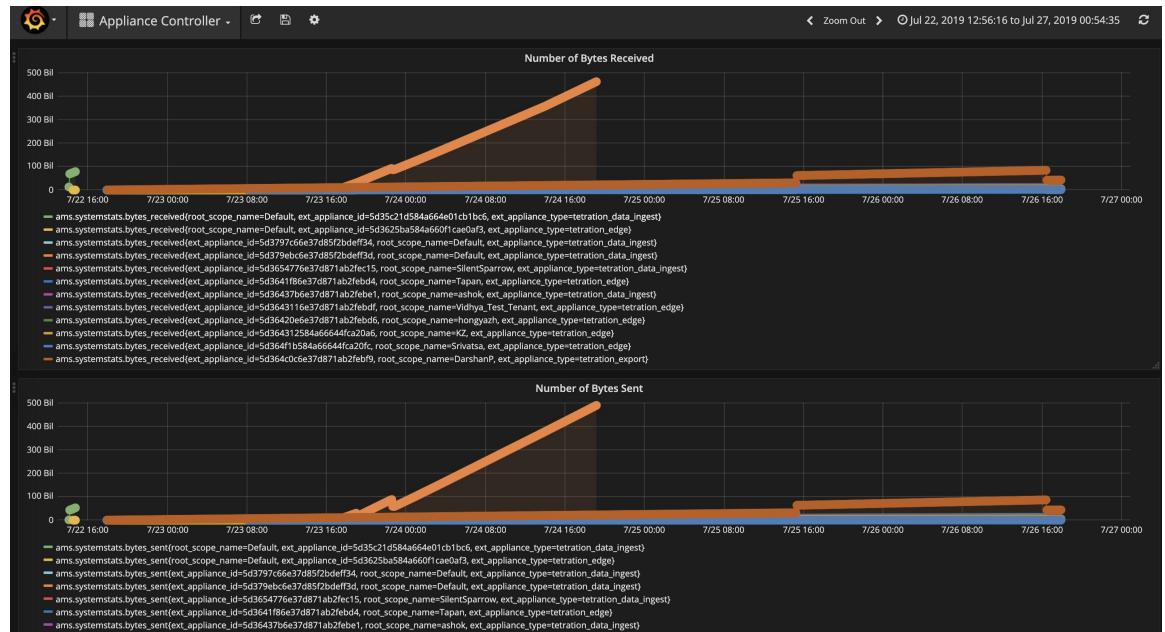 Appliance Controller
Zoom Out
Jul 22, 2019 12:56:16 to Jul 27, 2019 00:54:35
Number of Bytes Received
500 Bil
400 Bil
300 Bil
200 Bil
100 Bil
0
7/22 16:00 7/23 00:00 7/23 08:00 7/23 16:00 7/24 00:00 7/24 08:00 7/24 16:00 7/25 00:00 7/25 08:00 7/25 16:00 7/26 00:00 7/26 08:00 7/26 16:00 7/27 00:00
ams.systemstats.bytes_received{root_scope_name=Default, ext_appliance_id=5d35c21d584a664e01cb1bc6, ext_appliance_type=tetration_data_ingest}
ams.systemstats.bytes_received{root_scope_name=Default, ext_appliance_id=5d3625ba584a660f1cae0af3, ext_appliance_type=tetration_edge}
ams.systemstats.bytes_received{ext_appliance_id=5d3797c66e37d85f2bdeff34, root_scope_name=Default, ext_appliance_type=tetration_data_ingest}
ams.systemstats.bytes_received{ext_appliance_id=5d379ebc6e37d85f2bdeff3d, root_scope_name=Default, ext_appliance_type=tetration_data_ingest}
ams.systemstats.bytes_received{ext_appliance_id=5d3654776e37d871ab2fec15, root_scope_name=SilentSparrow, ext_appliance_type=tetration_data_ingest}
ams.systemstats.bytes_received{ext_appliance_id=5d3641f86e37d871ab2febd4, root_scope_name=Tapan, ext_appliance_type=tetration_edge}
ams.systemstats.bytes_received{ext_appliance_id=5d36437b6e37d871ab2febe1, root_scope_name=ashok, ext_appliance_type=tetration_data_ingest}
ams.systemstats.bytes_received{ext_appliance_id=5d3643116e37d871ab2febdf, root_scope_name=Vidhya_Test_Tenant, ext_appliance_type=tetration_edge}
ams.systemstats.bytes_received{ext_appliance_id=5d36420e6e37d871ab2febd6, root_scope_name=hongyazh, ext_appliance_type=tetration_edge}
ams.systemstats.bytes_received{ext_appliance_id=5d364312584a66644fca20a6, root_scope_name=KZ, ext_appliance_type=tetration_edge}
ams.systemstats.bytes_received{ext_appliance_id=5d364f1b584a66644fca20fc, root_scope_name=Srivatsa, ext_appliance_type=tetration_edge}
ams.systemstats.bytes_received{ext_appliance_id=5d364c0c6e37d871ab2febf9, root_scope_name=DarshanP, ext_appliance_type=tetration_export}
Number of Bytes Sent
500 Bil
400 Bil
300 Bil
200 Bil
100 Bil
0
7/22 16:00 7/23 00:00 7/23 08:00 7/23 16:00 7/24 00:00 7/24 08:00 7/24 16:00 7/25 00:00 7/25 08:00 7/25 16:00 7/26 00:00 7/26 08:00 7/26 16:00 7/27 00:00
ams.systemstats.bytes_sent{root_scope_name=Default, ext_appliance_id=5d35c21d584a664e01cb1bc6, ext_appliance_type=tetration_data_ingest}
ams.systemstats.bytes_sent{root_scope_name=Default, ext_appliance_id=5d3625ba584a660f1cae0af3, ext_appliance_type=tetration_edge}
ams.systemstats.bytes_sent{ext_appliance_id=5d3797c66e37d85f2bdeff34, root_scope_name=Default, ext_appliance_type=tetration_data_ingest}
ams.systemstats.bytes_sent{ext_appliance_id=5d379ebc6e37d85f2bdeff3d, root_scope_name=Default, ext_appliance_type=tetration_data_ingest}
ams.systemstats.bytes_sent{ext_appliance_id=5d3654776e37d871ab2fec15, root_scope_name=SilentSparrow, ext_appliance_type=tetration_data_ingest}
ams.systemstats.bytes_sent{ext_appliance_id=5d3641f86e37d871ab2febd4, root_scope_name=Tapan, ext_appliance_type=tetration_edge}
ams.systemstats.bytes_sent{ext_appliance_id=5d36437b6e37d871ab2febe1, root_scope_name=ashok, ext_appliance_type=tetration_data_ingest}